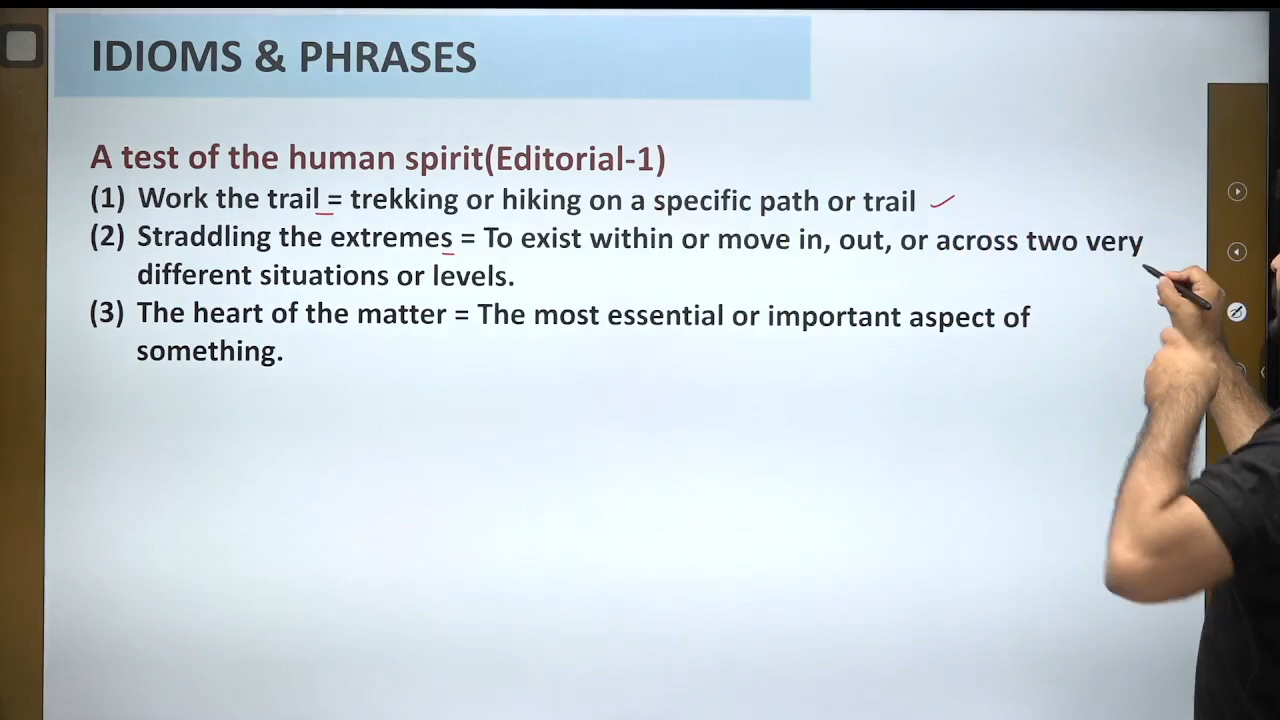 IDIOMS & PHRASES
A test of the human spirit(Editorial-1)
(1) Work the trail = trekking or hiking on a specific path or trail
(2) Straddling the extremes = To exist within or move in, out, or across two very
different situations or levels.
(3) The heart of the matter = The most essential or important aspect of
something.